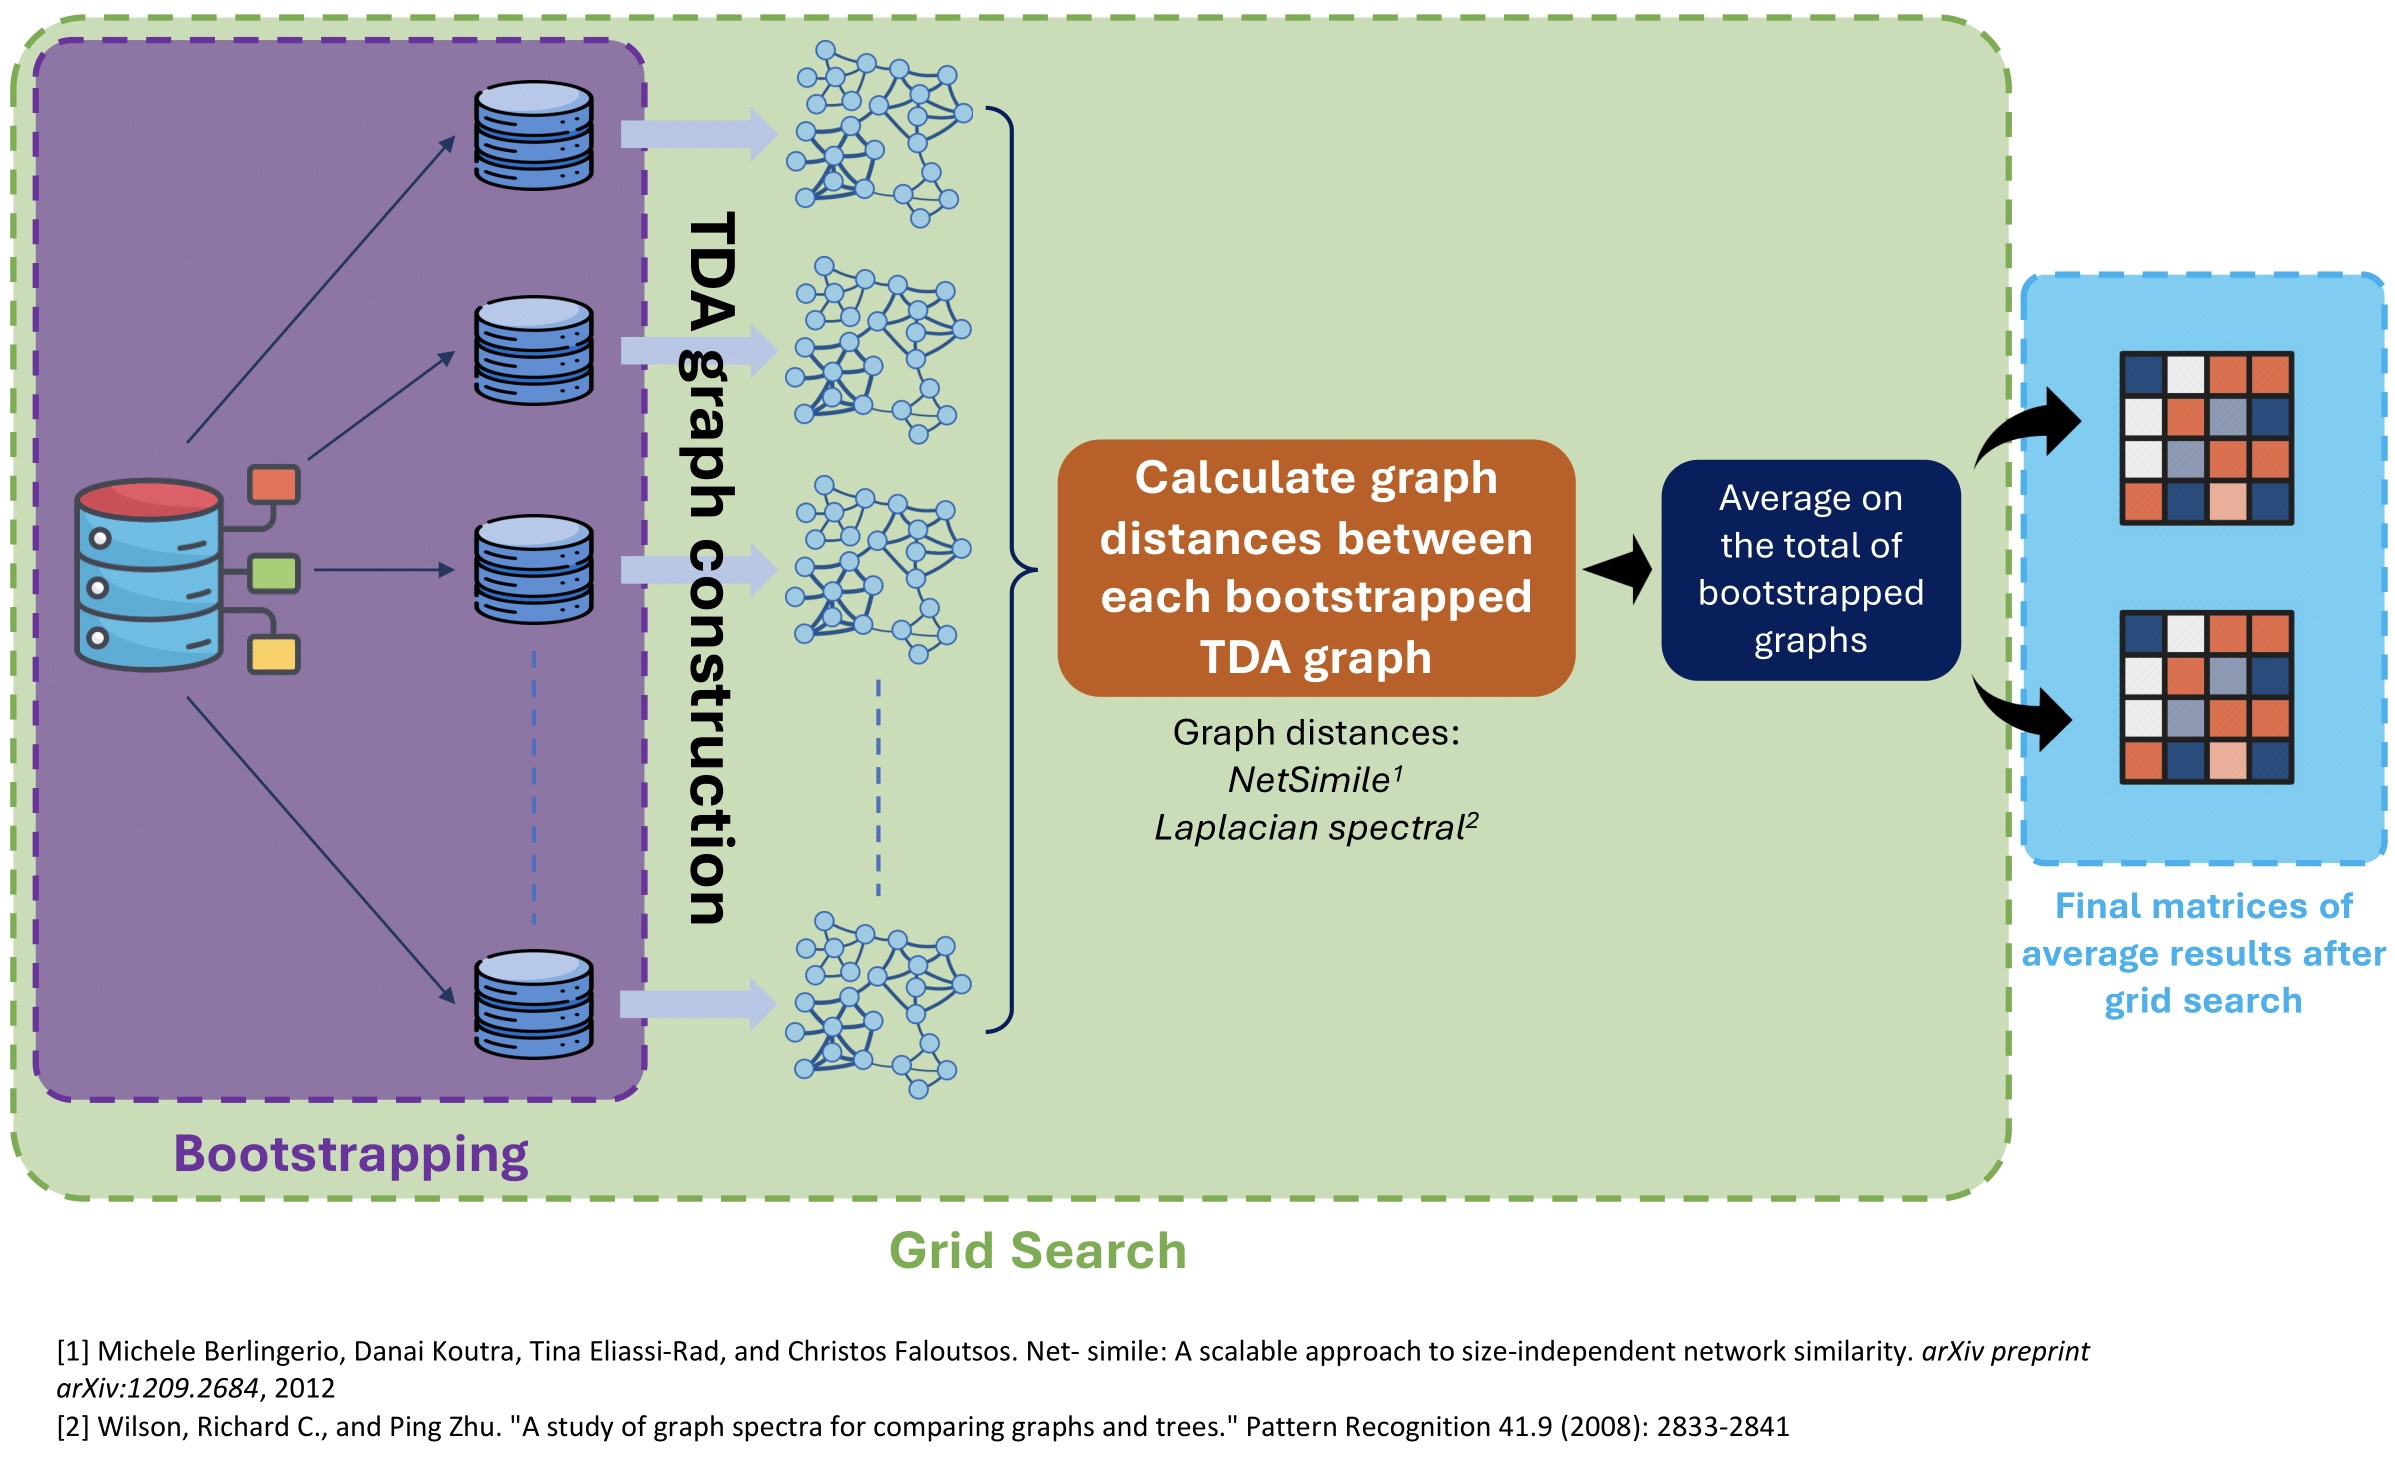 TDA graph construction
Calculate graph
distances between
each bootstrapped
TDA graph
Graph distances:
NetSimile¹
Laplacian spectral²
Average on
the total of
bootstrapped
graphs
Final matrices of
average results after
grid search
Bootstrapping
Grid Search
[1] Michele Berlingerio, Danai Koutra, Tina Eliassi-Rad, and Christos Faloutsos. Net- simile: A scalable approach to size-independent network similarity. arXiv preprint
arXiv:1209.2684, 2012
[2] Wilson, Richard C., and Ping Zhu. "A study of graph spectra for comparing graphs and trees." Pattern Recognition 41.9 (2008): 2833-2841